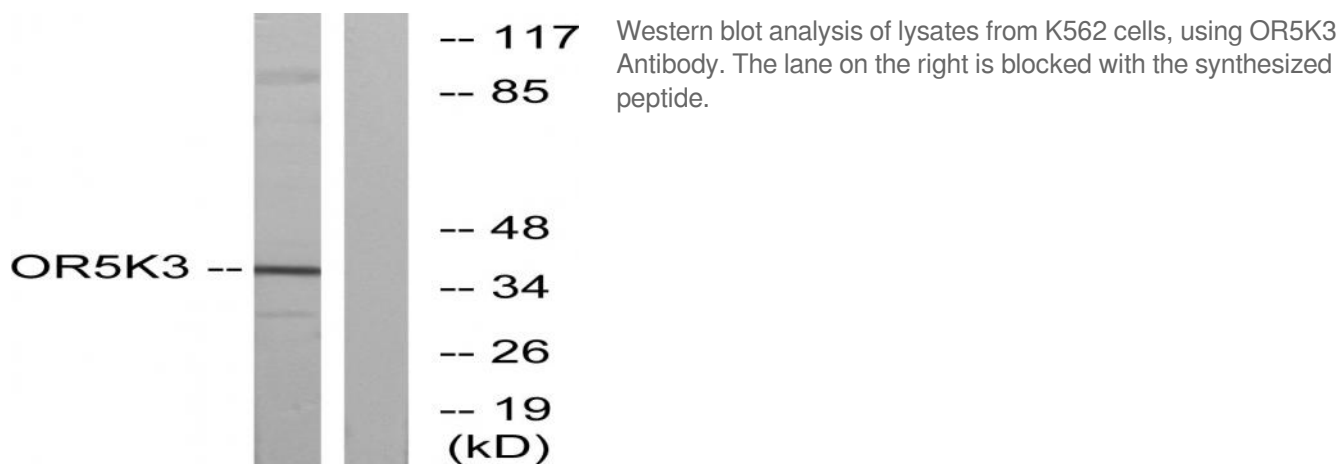 -- 117
-- 85
-- 48
OR5K3 --
-- 34
-- 26
-- 19
(kD)
Western blot analysis of lysates from K562 cells, using OR5K3
Antibody. The lane on the right is blocked with the synthesized
peptide.